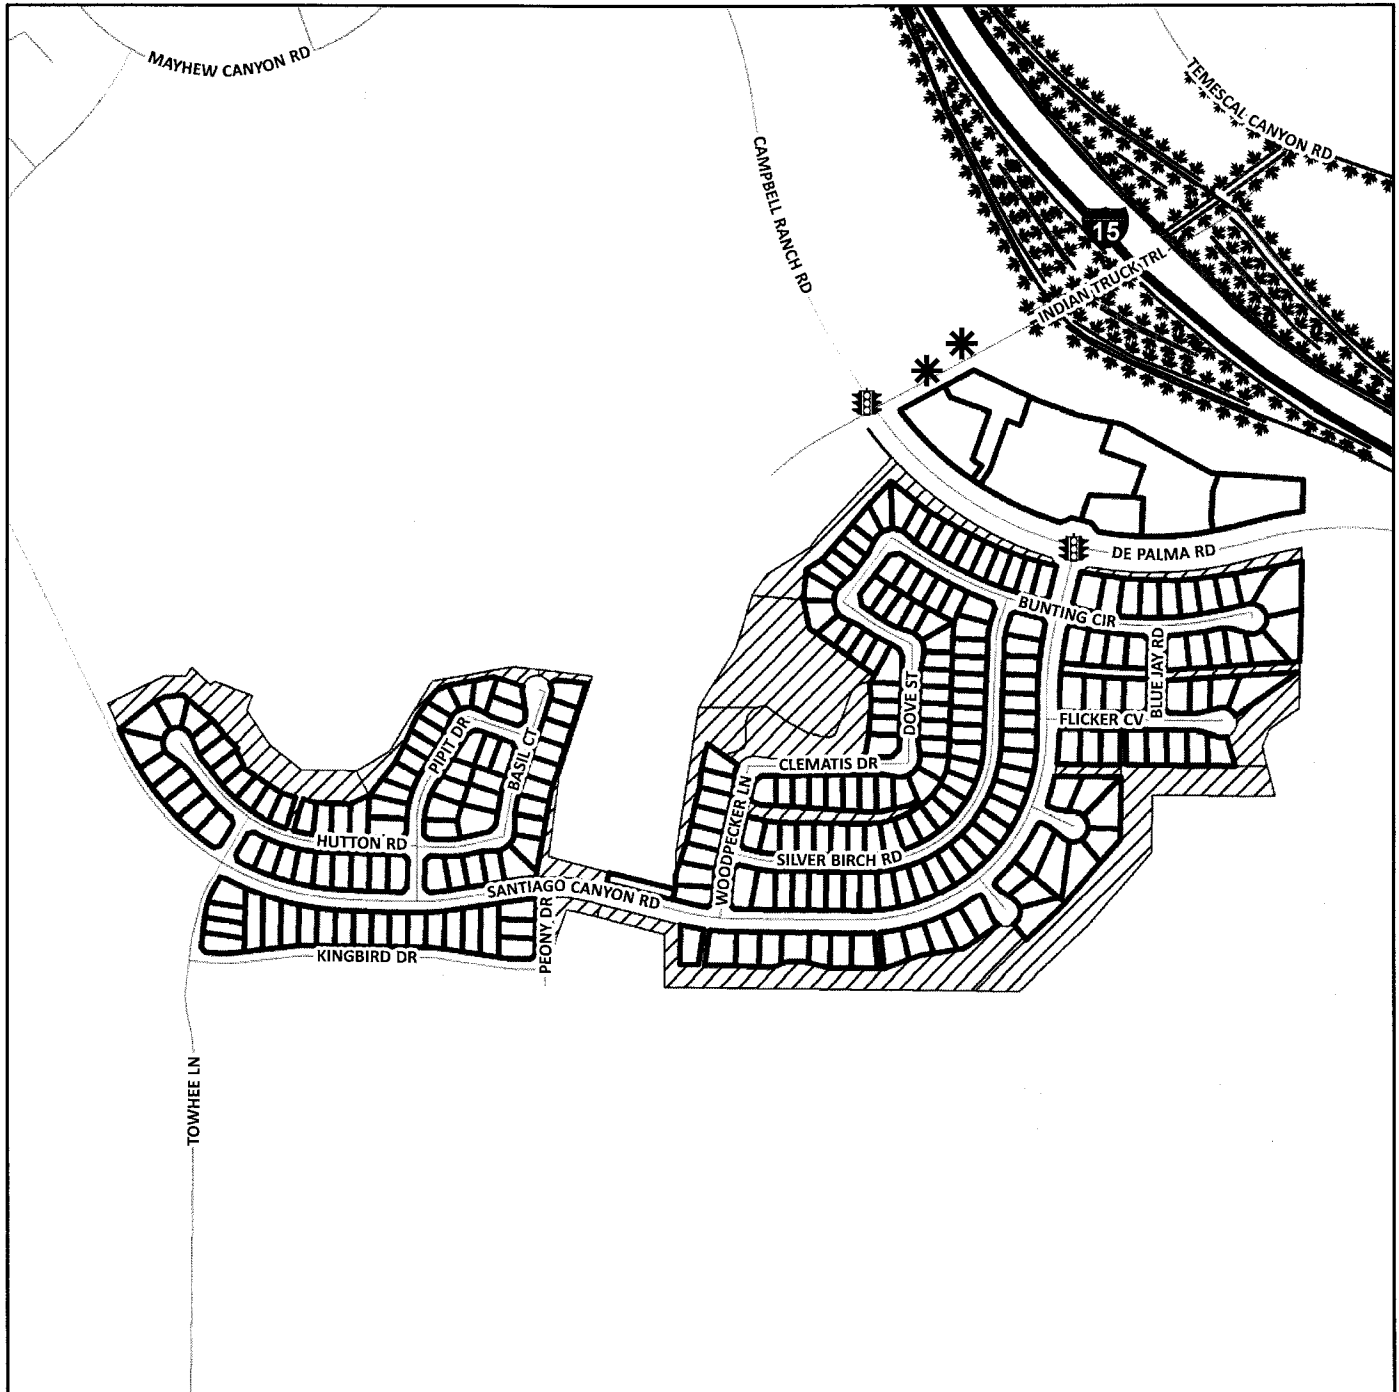 MAYHEW CANYON RD
TEMESCAL CANYON RD
CAMPBELL RANCH RD
15
INDIAN TRUCK TRL
DE PALMA RD
BUNTING CIR
BLUE JAY RD
DOVE ST
FLICKER CV
PIPIT DR
BASIL CT
CLEMATIS DR
WOODPECKER LN
HUTTON RD
SILVER BIRCH RD
SANTIAGO CANYON RD
PEONY DR
KINGBIRD DR
TOWHEE LN